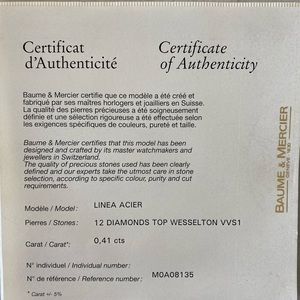 Certificat
d'Authenticité
Certificate
of Authenticity
Baume & Mercier certifie que ce modèle a été créé et
fabriqué par ses maîtres horlogers et joailliers en Suisse.
La qualité des pierres précieuses a été soigneusement
définie et une sélection rigoureuse a été effectuée selon
les exigences spécifiques de couleurs, pureté et taille.
Baume & Mercier certifies that this model has been
designed and crafted by its master watchmakers and
jewellers in Switzerland.
The quality of precious stones used has been clearly
defined and our experts take the utmost care in stone
selection, according to specific colour, purity and cut
requirements.
Modèle / Model: LINEA ACIER
Pierres / Stones: 12 DIAMONDS TOP WESSELTON VVS1
Carat / Carat*: 0,41 cts
N° individuel / Individual number:
N° de référence / Reference number: M0A08135
* Carat +/- 5%
BAUME & MERCIER
GENEVE 1830